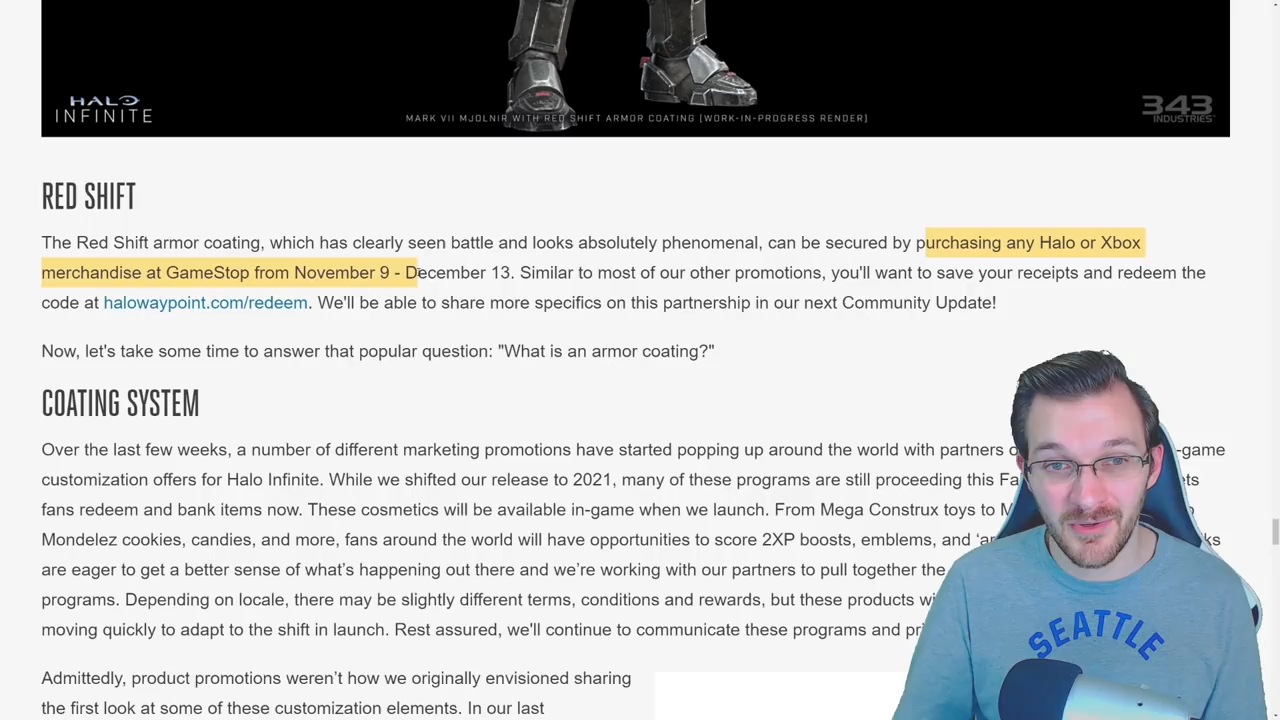 HALO
INFINITE
MARK VII MJOLNIR WITH RED SHIFT ARMOR COATING [WORK-IN-PROGRESS RENDER]
343
INDUSTRIES
RED SHIFT
The Red Shift armor coating, which has clearly seen battle and looks absolutely phenomenal, can be secured by purchasing any Halo or Xbox
merchandise at GameStop from November 9 - December 13. Similar to most of our other promotions, you'll want to save your receipts and redeem the
code at halowaypoint.com/redeem. We'll be able to share more specifics on this partnership in our next Community Update!
Now, let's take some time to answer that popular question: "What is an armor coating?"
COATING SYSTEM
Over the last few weeks, a number of different marketing promotions have started popping up around the world with partners -game
customization offers for Halo Infinite. While we shifted our release to 2021, many of these programs are still proceeding this
fans redeem and bank items now. These cosmetics will be available in-game when we launch. From Mega Construx toys to
Mondelez cookies, candies, and more, fans around the world will have opportunities to score 2XP boosts, emblems, and
are eager to get a better sense of what's happening out there and we're working with our partners to pull together the
programs. Depending on locale, there may be slightly different terms, conditions and rewards, but these products
moving quickly to adapt to the shift in launch. Rest assured, we'll continue to communicate these programs and
Admittedly, product promotions weren't how we originally envisioned sharing
the first look at some of these customization elements. In our last
SEATTLE